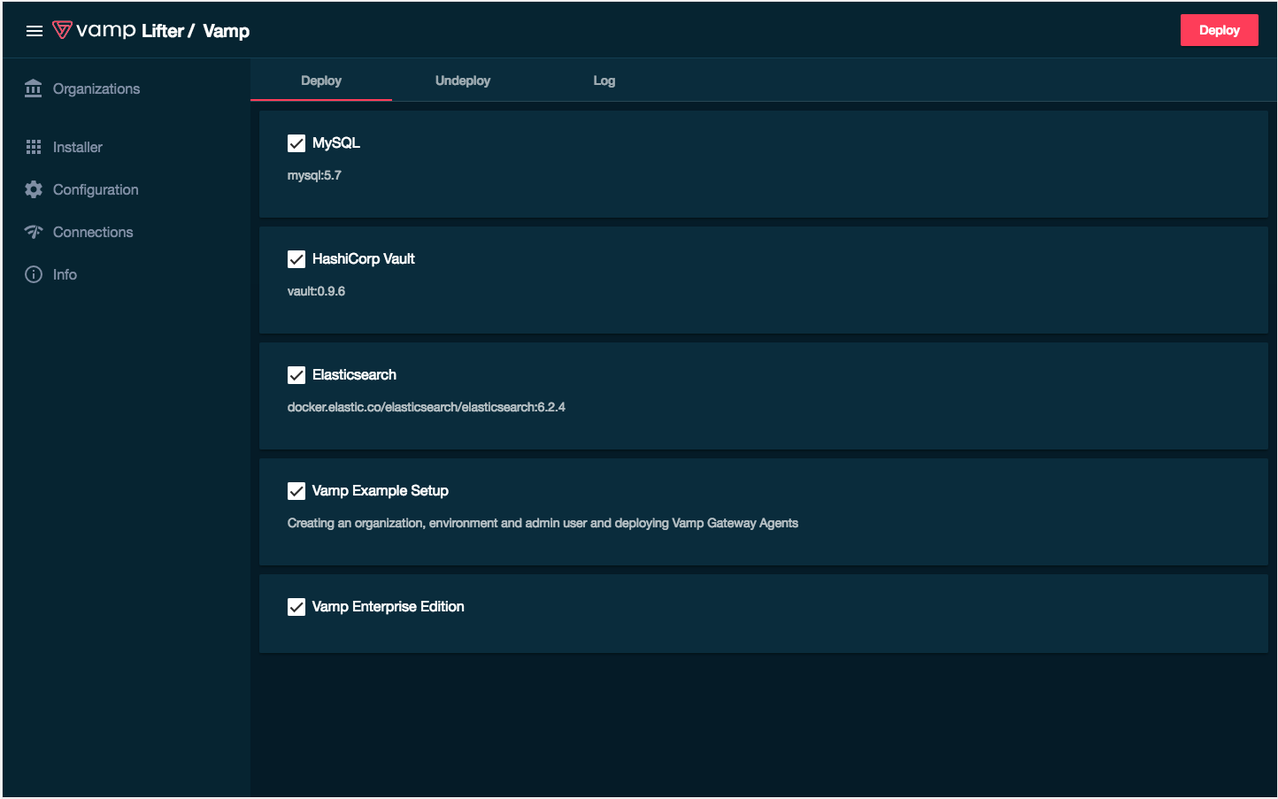 vamp Lifter / Vamp
Deploy
Organizations
Installer
Configuration
Connections
Info
Deploy Undeploy Log
MySQL
mysql:5.7
HashiCorp Vault
vault:0.9.6
Elasticsearch
docker.elastic.co/elasticsearch/elasticsearch:6.2.4
Vamp Example Setup
Creating an organization, environment and admin user and deploying Vamp Gateway Agents
Vamp Enterprise Edition